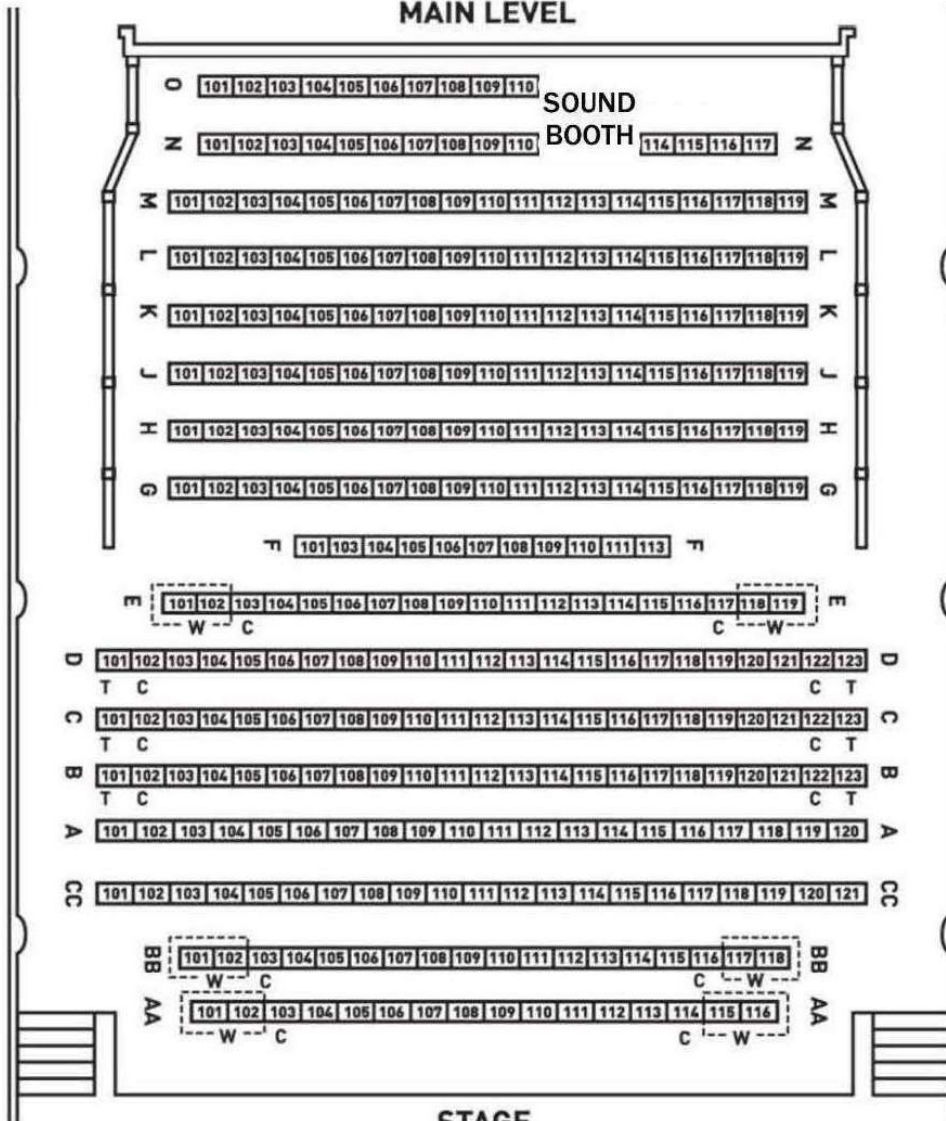 MAIN LEVEL
O 101 102 103 104 105 106 107 108 109 110
SOUND
BOOTH
N 101 102 103 104 105 106 107 108 109 110 114 115 116 117 N
M 101 102 103 104 105 106 107 108 109 110 111 112 113 114 115 116 117 118 119 M
L 101 102 103 104 105 106 107 108 109 110 111 112 113 114 115 116 117 118 119 L
K 101 102 103 104 105 106 107 108 109 110 111 112 113 114 115 116 117 118 119 K
J 101 102 103 104 105 106 107 108 109 110 111 112 113 114 115 116 117 118 119 J
H 101 102 103 104 105 106 107 108 109 110 111 112 113 114 115 116 117 118 119 H
G 101 102 103 104 105 106 107 108 109 110 111 112 113 114 115 116 117 118 119 G
F 101 103 104 105 106 107 108 109 110 111 113 F
E 101 102 103 104 105 106 107 108 109 110 111 112 113 114 115 116 117 118 119 E
W C C W
D 101 102 103 104 105 106 107 108 109 110 111 112 113 114 115 116 117 118 119 120 121 122 123 D
T C C T
C 101 102 103 104 105 106 107 108 109 110 111 112 113 114 115 116 117 118 119 120 121 122 123 C
T C C T
B 101 102 103 104 105 106 107 108 109 110 111 112 113 114 115 116 117 118 119 120 121 122 123 B
T C C T
A 101 102 103 104 105 106 107 108 109 110 111 112 113 114 115 116 117 118 119 120 A
CC 101 102 103 104 105 106 107 108 109 110 111 112 113 114 115 116 117 118 119 120 121 CC
BB 101 102 103 104 105 106 107 108 109 110 111 112 113 114 115 116 117 118 BB
W C C W
AA 101 102 103 104 105 106 107 108 109 110 111 112 113 114 115 116 AA
W C C W
STAGE